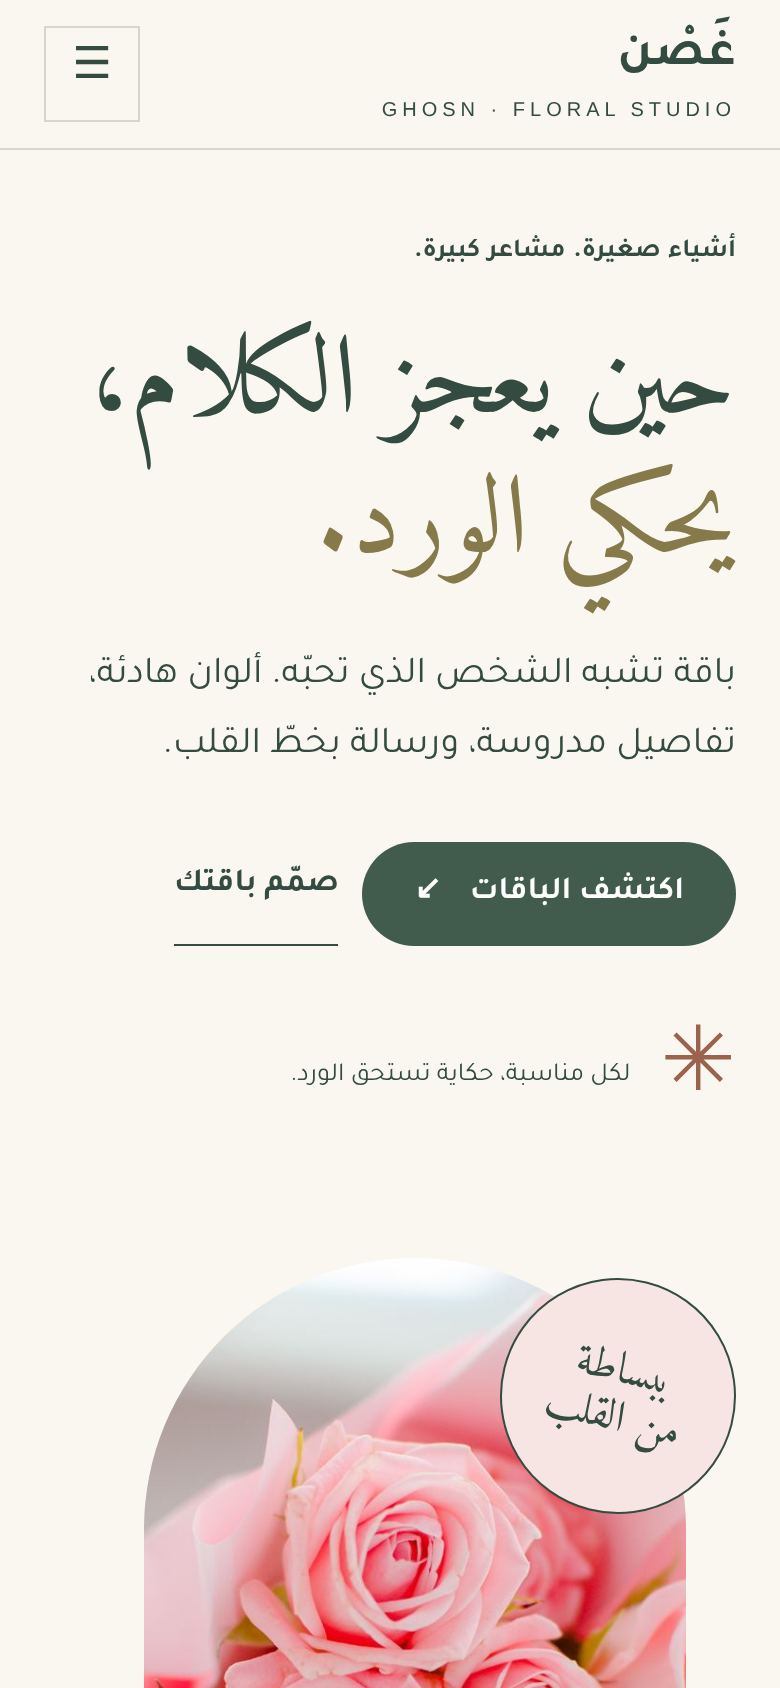 غَصْن
GHOSN · FLORAL STUDIO
أشياء صغيرة. مشاعر كبيرة.
حين يعجز الكلام،
يحكي الورد.
باقة تشبه الشخص الذي تحبّه. ألوان هادئة،
تفاصيل مدروسة، ورسالة بخطّ القلب.
اكتشف الباقات ↙
صمّم باقتك
لكل مناسبة، حكاية تستحق الورد.
ببساطة
من القلب